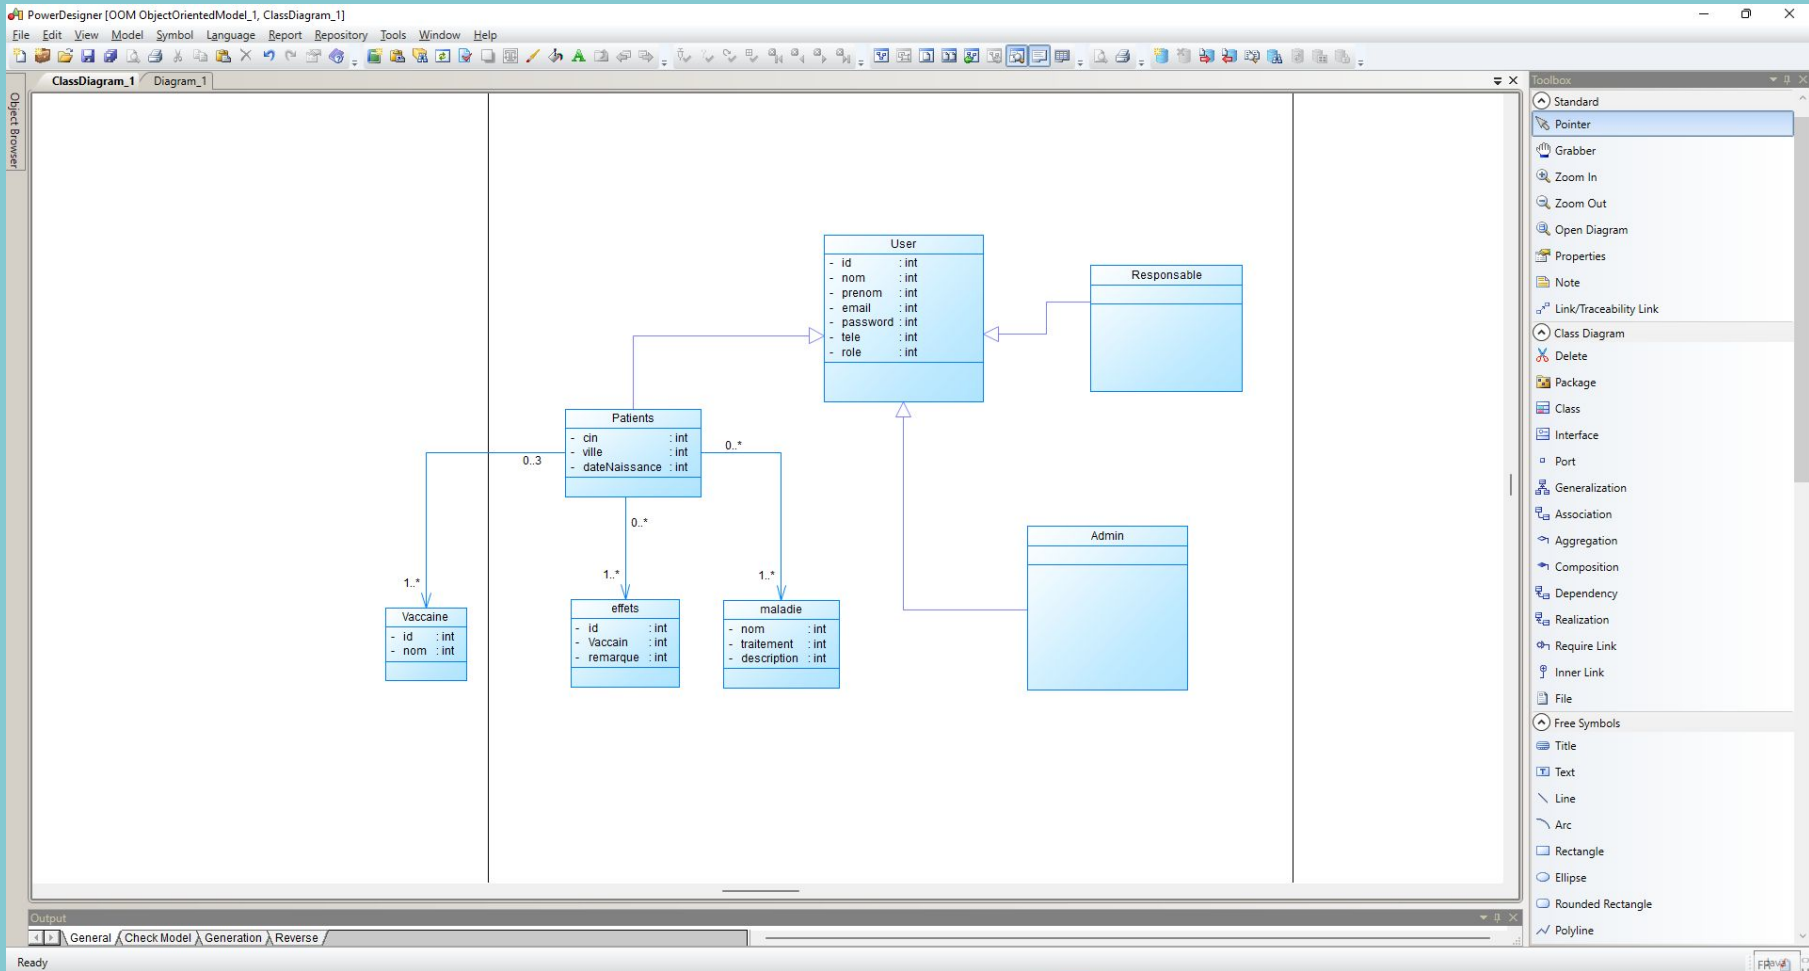 PowerDesigner [OOM ObjectOrientedModel_1, ClassDiagram_1]
File Edit View Model Symbol Language Report Repository Tools Window Help
ClassDiagram_1 Diagram_1
Object Browser
User
- id : int
- nom : int
- prenom : int
- email : int
- password : int
- tele : int
- role : int
Responsable
Patients
- cin : int
- ville : int
- dateNaissance : int
0..3
0..*
0..*
1..*
1..*
1..*
Admin
Vaccaine
- id : int
- nom : int
effets
- id : int
- Vaccain : int
- remarque : int
maladie
- nom : int
- traitement : int
- description : int
Toolbox
Standard
Pointer
Grabber
Zoom In
Zoom Out
Open Diagram
Properties
Note
Link/Traceability Link
Class Diagram
Delete
Package
Class
Interface
Port
Generalization
Association
Aggregation
Composition
Dependency
Realization
Require Link
Inner Link
File
Free Symbols
Title
Text
Line
Arc
Rectangle
Ellipse
Rounded Rectangle
Polyline
Output
General Check Model Generation Reverse
Ready